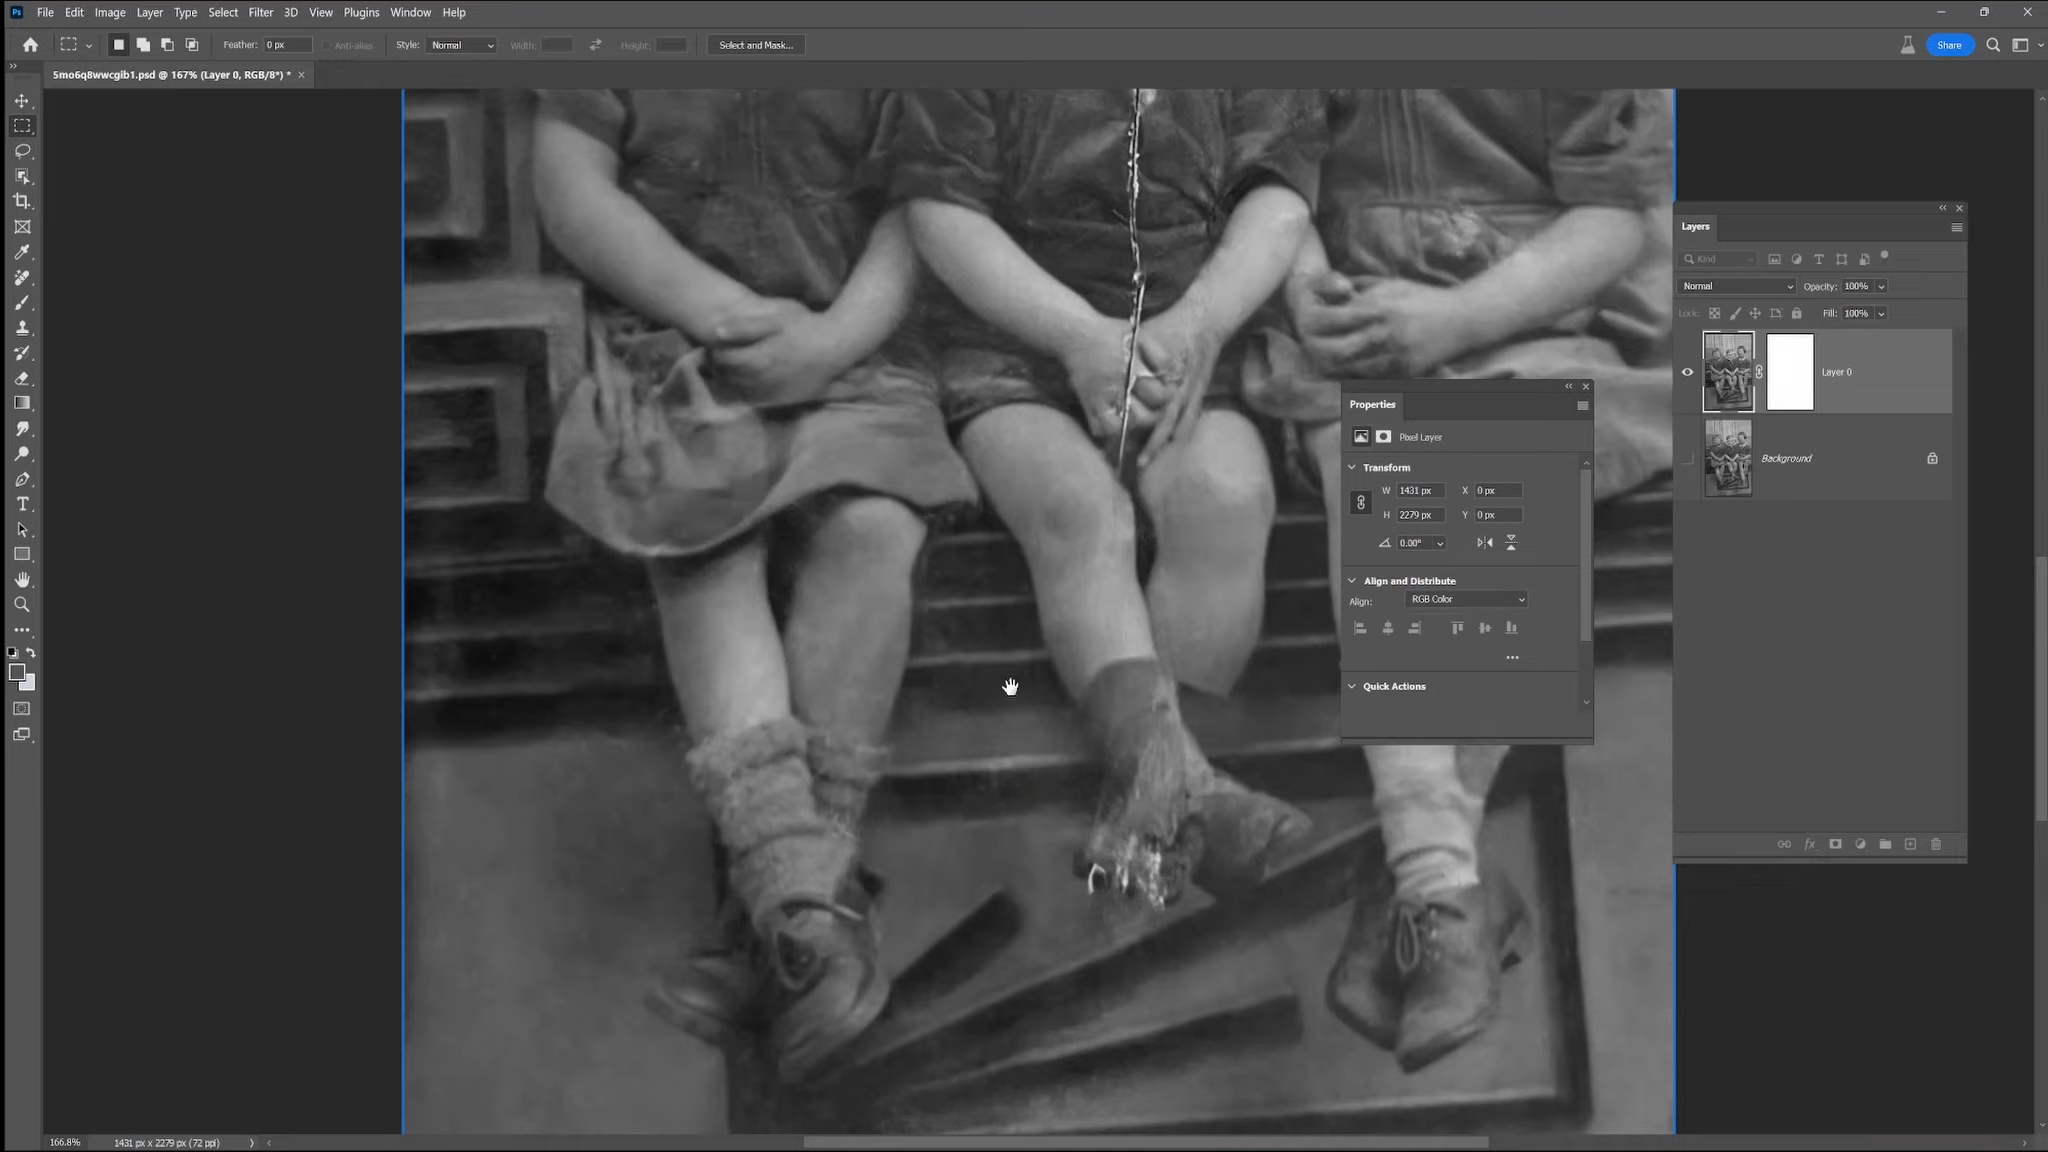 Ps File Edit Image Layer Type Select Filter 3D View Plugins Window Help
Feather: 0 px Anti-alias Style: Normal Width: Height: Select and Mask... Share
5mo6q8wwcgib1.psd @ 167% (Layer 0, RGB/8*) *
Layers
Kind
Normal Opacity: 100%
Lock: Fill: 100%
Layer 0
Background
Properties
Pixel Layer
Transform
W 1431 px X 0 px
H 2279 px Y 0 px
0.00°
Align and Distribute
Align: RGB Color
Quick Actions
166.8% 1431 px x 2279 px (72 ppi)